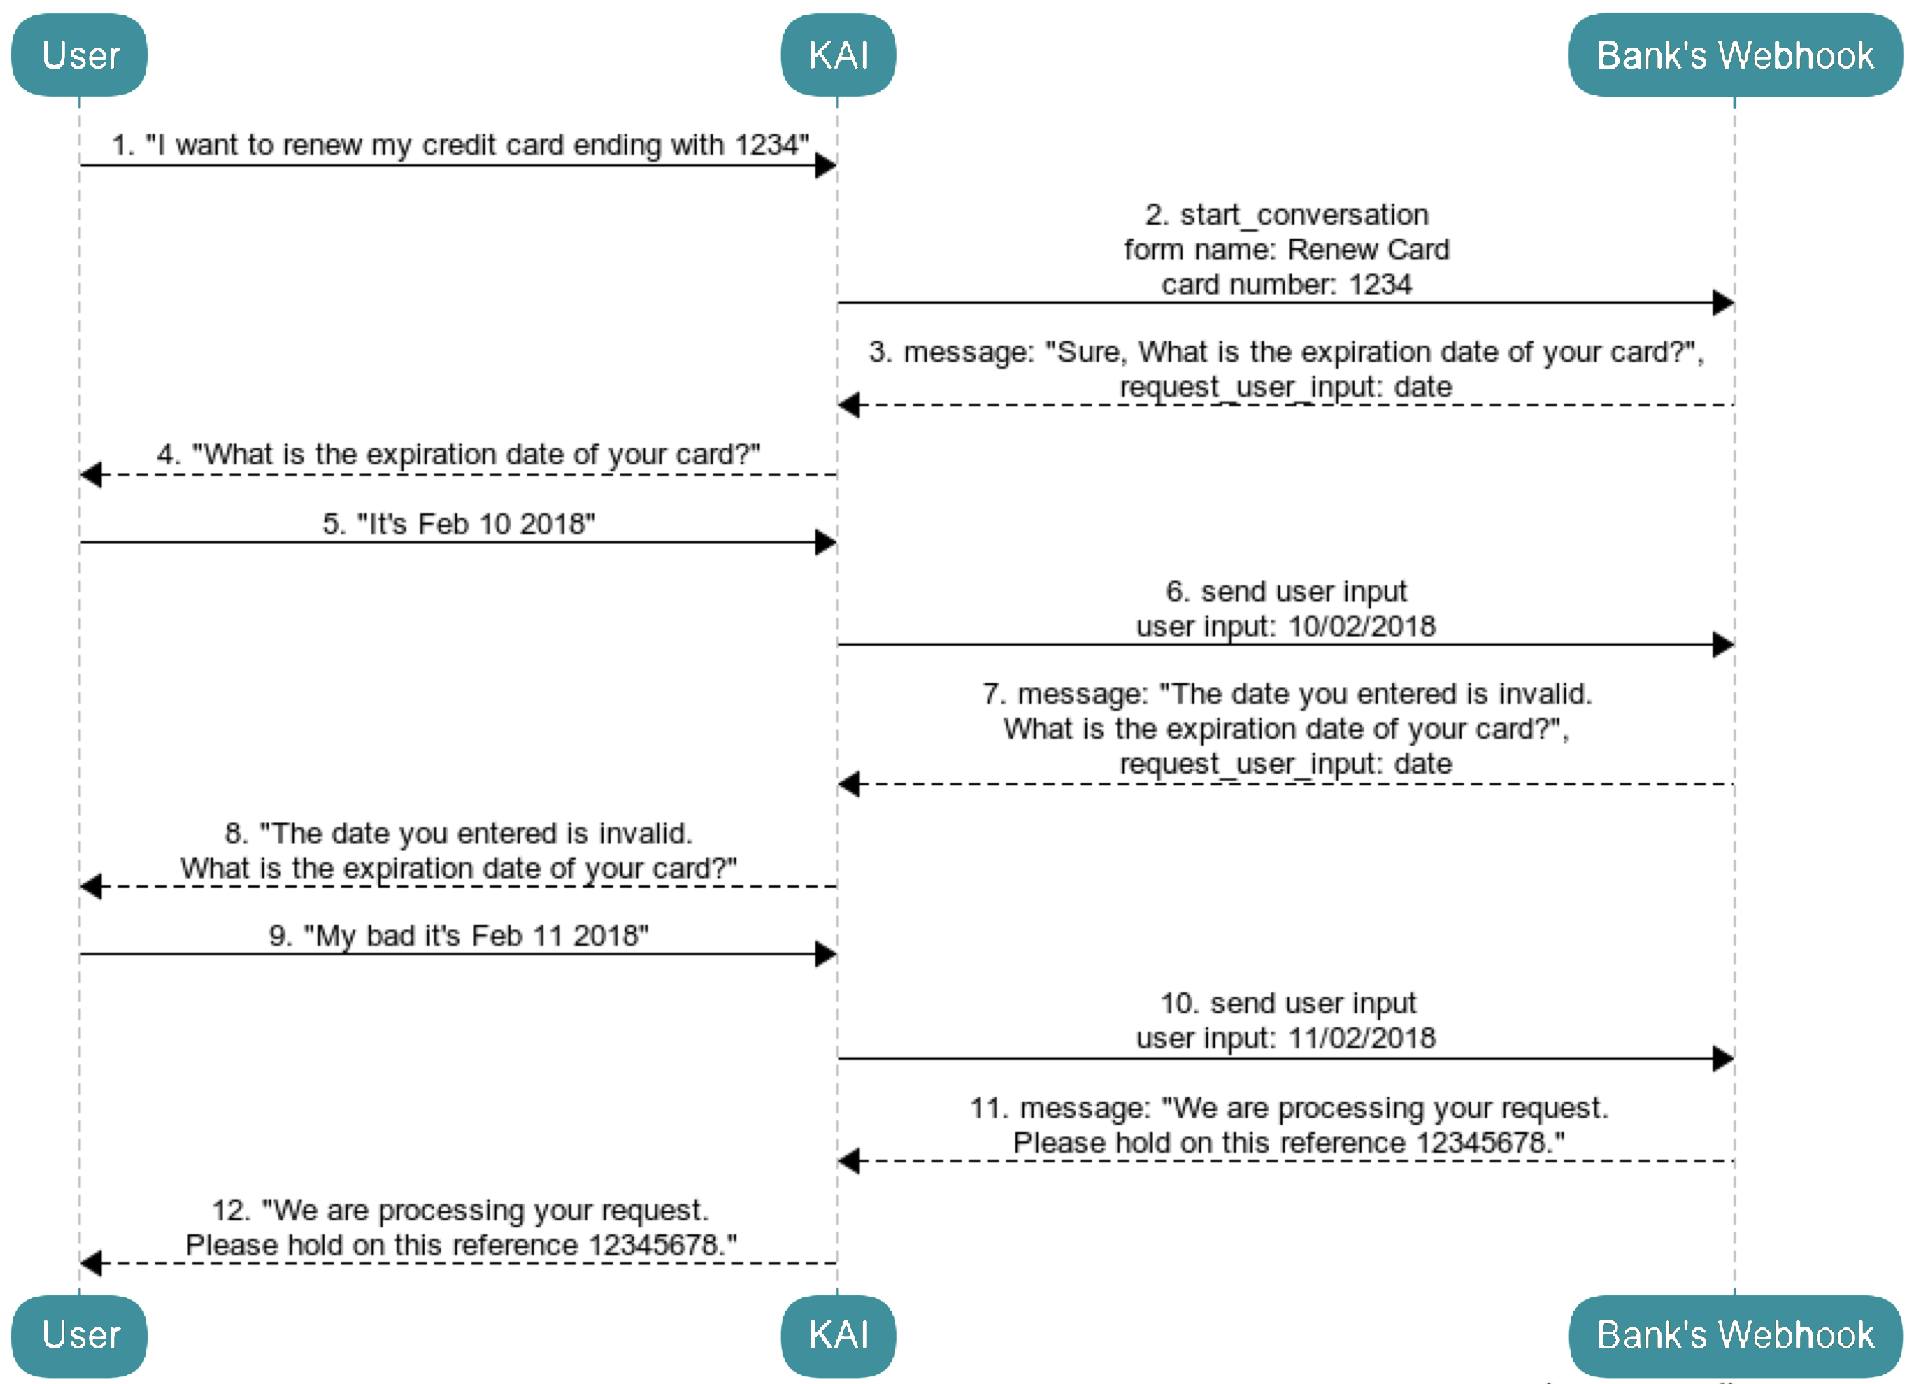 User
KAI
Bank's Webhook
1. "I want to renew my credit card ending with 1234"
2. start_conversation
form name: Renew Card
card number: 1234
3. message: "Sure, What is the expiration date of your card?",
request_user_input: date
4. "What is the expiration date of your card?"
5. "It's Feb 10 2018"
6. send user input
user input: 10/02/2018
7. message: "The date you entered is invalid.
What is the expiration date of your card?",
request_user_input: date
8. "The date you entered is invalid.
What is the expiration date of your card?"
9. "My bad it's Feb 11 2018"
10. send user input
user input: 11/02/2018
11. message: "We are processing your request.
Please hold on this reference 12345678."
12. "We are processing your request.
Please hold on this reference 12345678."
User
KAI
Bank's Webhook